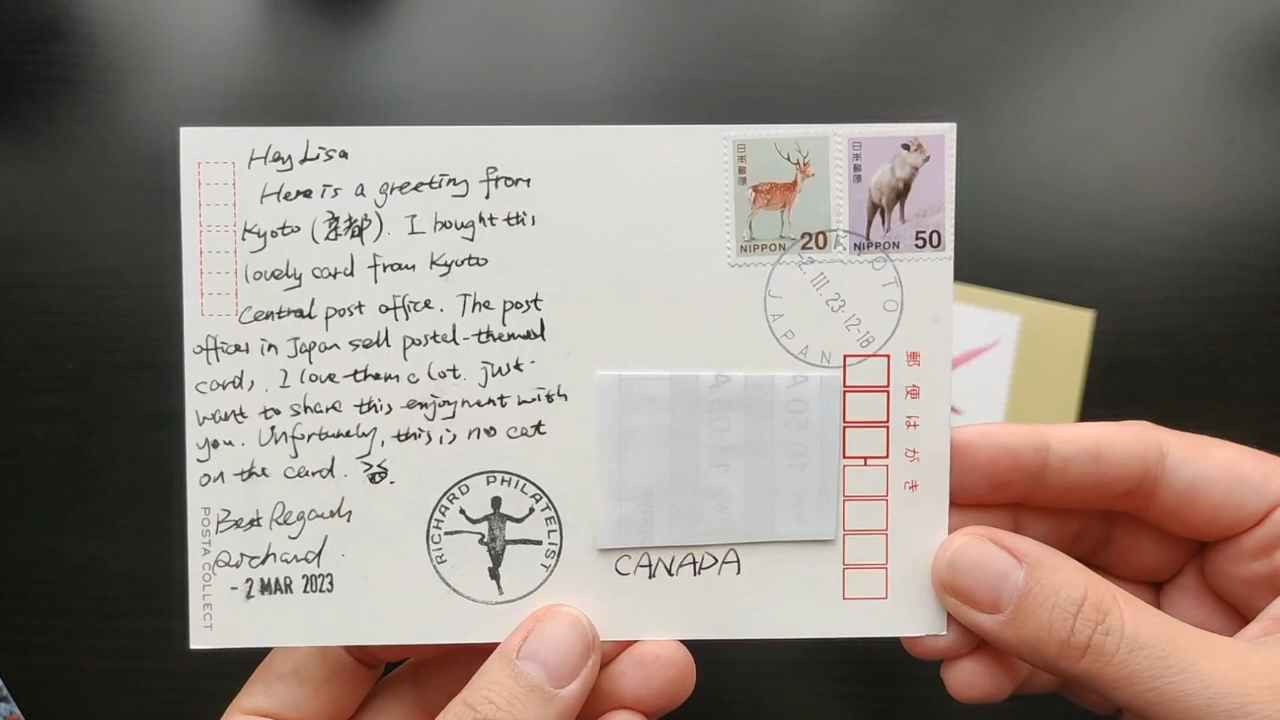 Hey Lisa
Here is a greeting from
Kyoto (京都). I bought this
lovely card from Kyoto
Central post office. The post
offices in Japan sell postal-themed
cards, I love them a lot. just
want to share this enjoyment with
you. Unfortunely, this is no cat
on the card.
Best Regards
Richard.
- 2 MAR 2023
POSTA COLLECT
RICHARD PHILATELIST
日本郵便
NIPPON 20
日本郵便
NIPPON 50
OTO
2. III. 23. 12-18
JAPAN
郵便はがき
CANADA